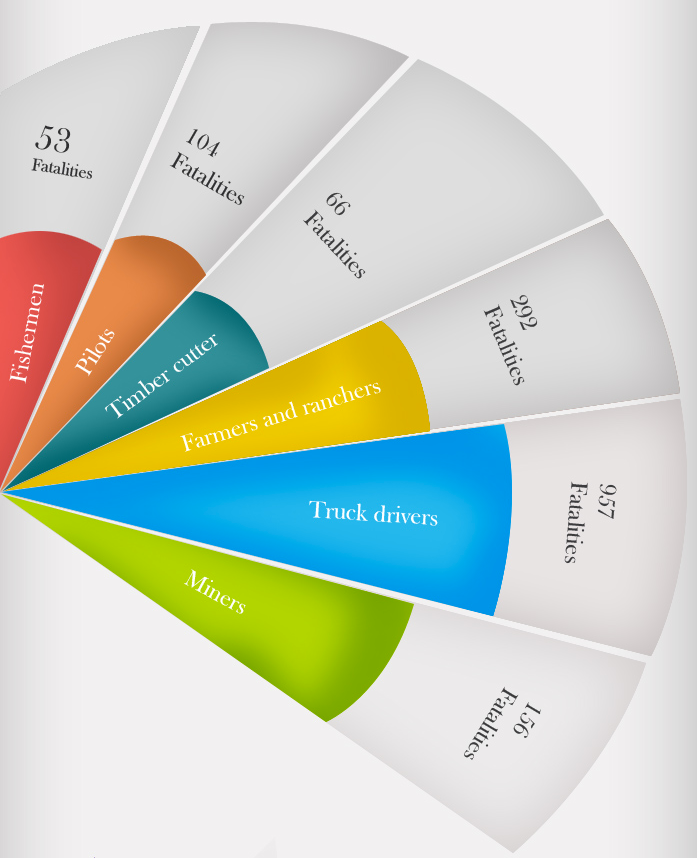 53
Fatalities
Fishermen
104
Fatalities
Pilots
66
Fatalities
Timber cutter
292
Fatalities
Farmers and ranchers
957
Fatalities
Truck drivers
156
Fatalities
Miners